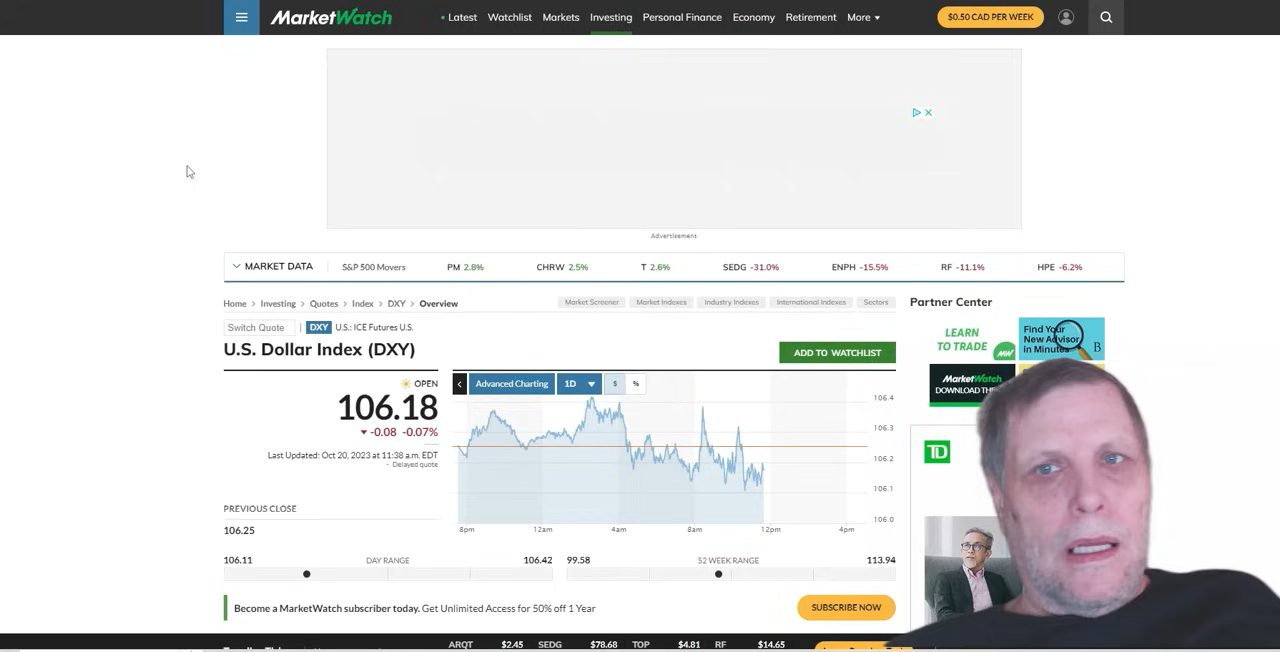 MarketWatch Latest Watchlist Markets Investing Personal Finance Economy Retirement More $0.50 CAD PER WEEK
Advertisement
MARKET DATA S&P 500 Movers PM 2.8% CHRW 2.5% T 2.6% SEDG -31.0% ENPH -15.5% RF -11.1% HPE -6.2%
Home > Investing > Quotes > Index > DXY > Overview Market Screener Market Indexes Industry Indexes International Indexes Sectors
Partner Center
Switch Quote | DXY U.S.: ICE Futures U.S.
U.S. Dollar Index (DXY)
ADD TO WATCHLIST
LEARN
TO TRADE MW
Find Your
New Advisor
in Minutes B
MarketWatch
DOWNLOAD
OPEN
106.18
-0.08 -0.07%
Last Updated: Oct 20, 2023 at 11:38 a.m. EDT
- Delayed quote
PREVIOUS CLOSE
106.25
Advanced Charting 1D $ %
106.4
106.3
106.2
106.1
106.0
8pm 12am 4am 8am 12pm 4pm
106.11 DAY RANGE 106.42 99.58 52 WEEK RANGE 113.94
TD
Become a MarketWatch subscriber today. Get Unlimited Access for 50% off 1 Year SUBSCRIBE NOW
ARQT $2.45 SEDG $78.68 TOP $4.81 RF $14.65